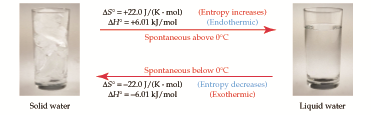 ΔS° = +22.0 J/(K · mol) (Entropy increases)
ΔH° = +6.01 kJ/mol (Endothermic)
Spontaneous above 0°C
Spontaneous below 0°C
ΔS° = −22.0 J/(K · mol) (Entropy decreases)
ΔH° = −6.01 kJ/mol (Exothermic)
Solid water Liquid water